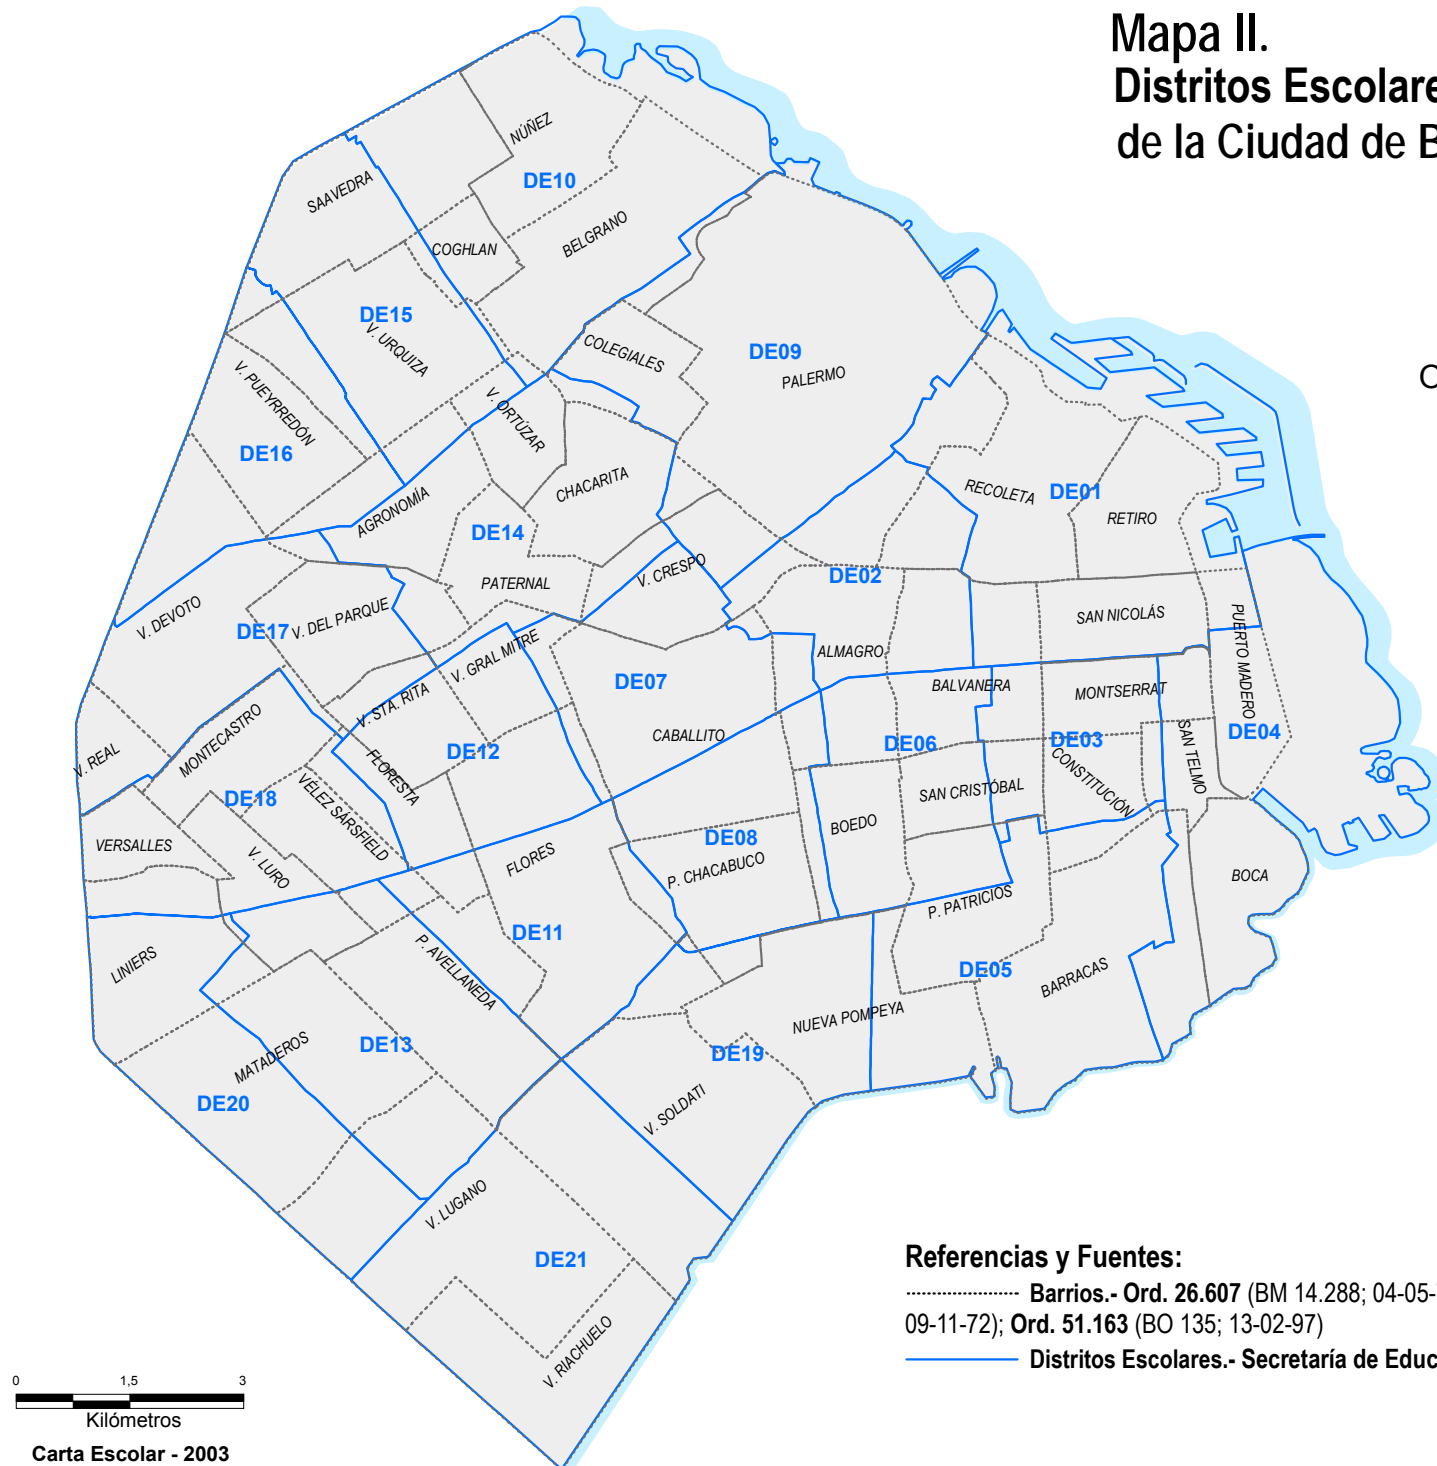 Mapa II.
Distritos Escolare
de la Ciudad de B
C
NÚÑEZ
SAAVEDRA
DE10
COGHLAN
BELGRANO
DE15
V. URQUIZA
COLEGIALES
DE09
PALERMO
V. PUEYRREDÓN
V. ORTÚZAR
DE16
CHACARITA
AGRONOMÍA
RECOLETA
DE01
RETIRO
DE14
PATERNAL
V. CRESPO
DE02
V. DEVOTO
DE17
V. DEL PARQUE
SAN NICOLÁS
PUERTO MADERO
V. GRAL MITRE
ALMAGRO
DE07
BALVANERA
MONTSERRAT
V. STA. RITA
V. REAL
MONTECASTRO
FLORESTA
DE12
CABALLITO
DE06
DE03
SAN TELMO
DE04
DE18
VÉLEZ SÁRSFIELD
SAN CRISTÓBAL
CONSTITUCIÓN
VERSALLES
V. LURO
FLORES
DE08
P. CHACABUCO
BOEDO
BOCA
P. PATRICIOS
LINIERS
P. AVELLANEDA
DE11
DE05
BARRACAS
MATADEROS
DE13
NUEVA POMPEYA
DE19
DE20
V. SOLDATI
V. LUGANO
DE21
V. RIACHUELO
Referencias y Fuentes:
Barrios.- Ord. 26.607 (BM 14.288; 04-05-
09-11-72); Ord. 51.163 (BO 135; 13-02-97)
Distritos Escolares.- Secretaría de Educ
0 1,5 3
Kilómetros
Carta Escolar - 2003